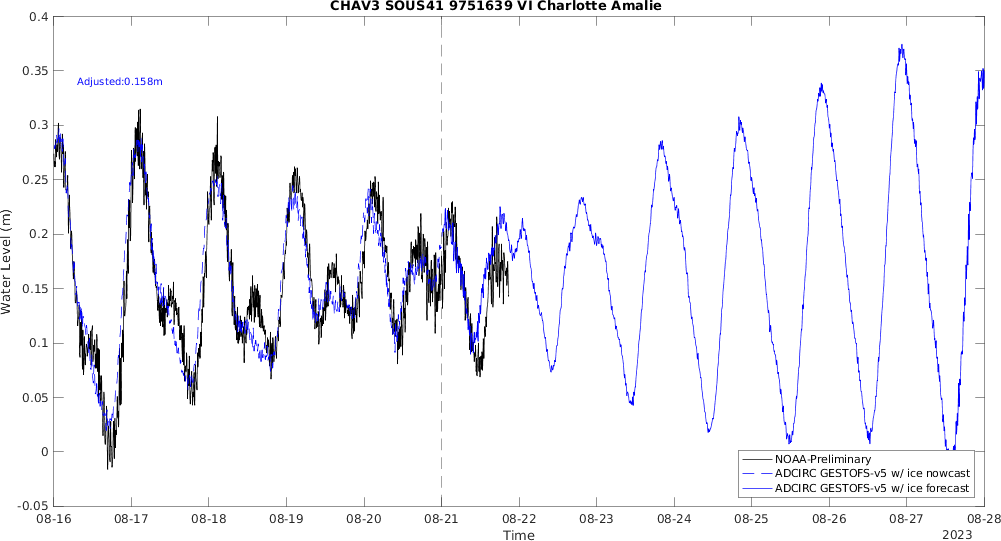 CHAV3 SOUS41 9751639 VI Charlotte Amalie
0.4
0.35
Adjusted:0.158m
0.3
0.25
0.2
Water Level (m)
0.15
0.1
0.05
0
-0.05
NOAA-Preliminary
ADCIRC GESTOFS-v5 w/ ice nowcast
ADCIRC GESTOFS-v5 w/ ice forecast
08-16 08-17 08-18 08-19 08-20 08-21 08-22 08-23 08-24 08-25 08-26 08-27 08-28
Time
2023